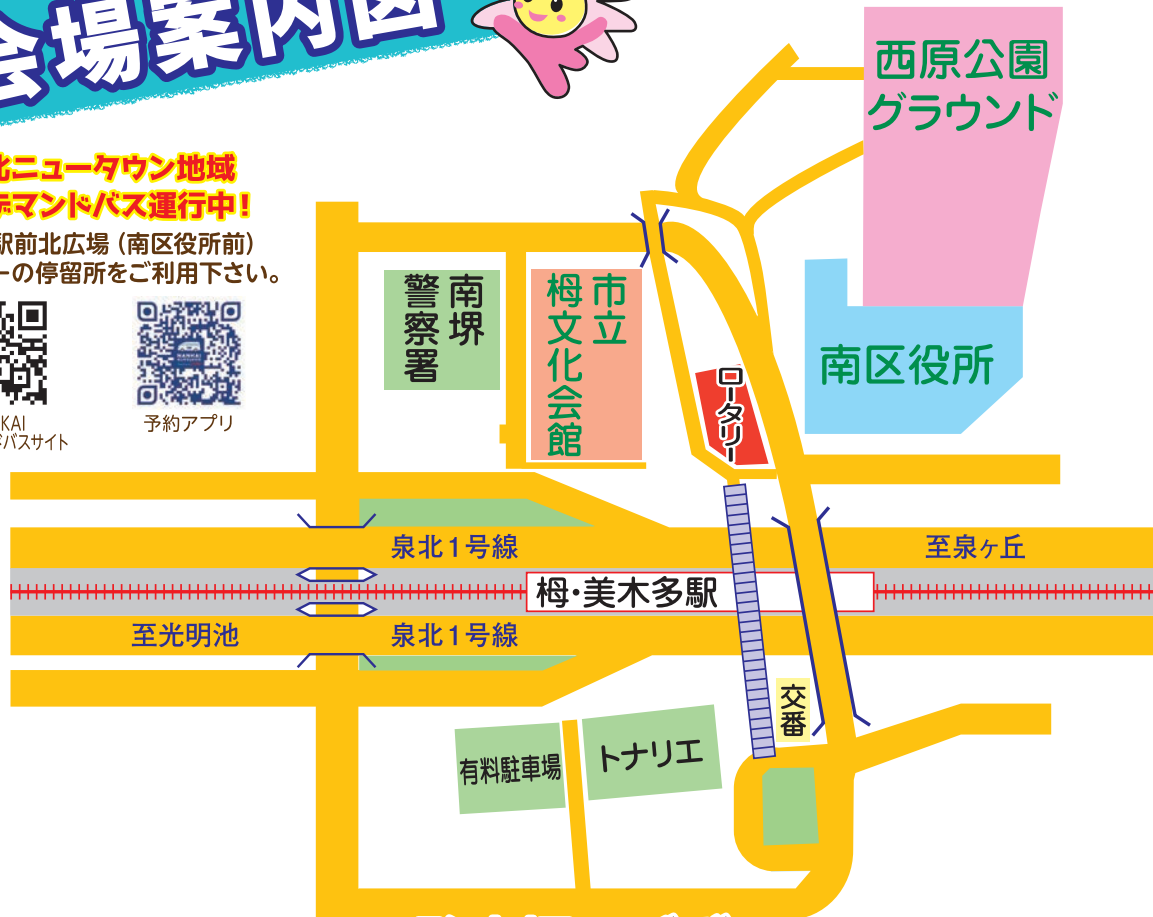 会場案内図
北ニュータウン地域
デマンドバス運行中!
駅前北広場(南区役所前)
ーの停留所をご利用下さい。
KAI
バスサイト
予約アプリ
西原公園
グラウンド
南堺
警察署
市立
栂文化会館
ロータリー
南区役所
泉北1号線
至泉ヶ丘
栂・美木多駅
至光明池
泉北1号線
交番
有料駐車場
トナリエ